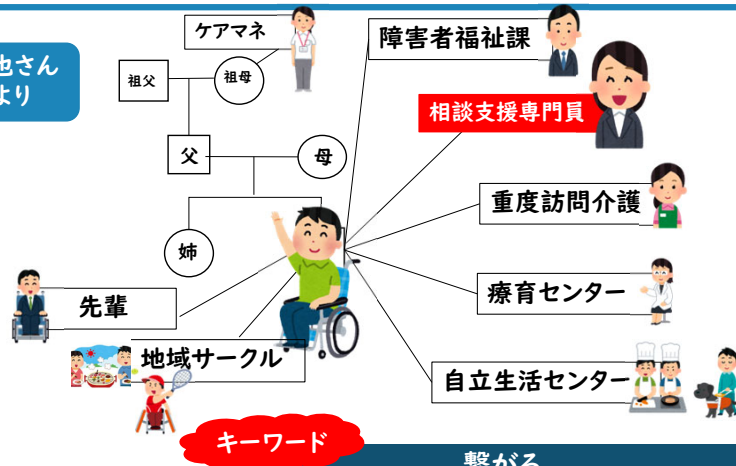 也さん
より
ケアマネ
祖父
祖母
父
母
姉
先輩
地域サークル
障害者福祉課
相談支援専門員
重度訪問介護
療育センター
自立生活センター
キーワード
繋がる